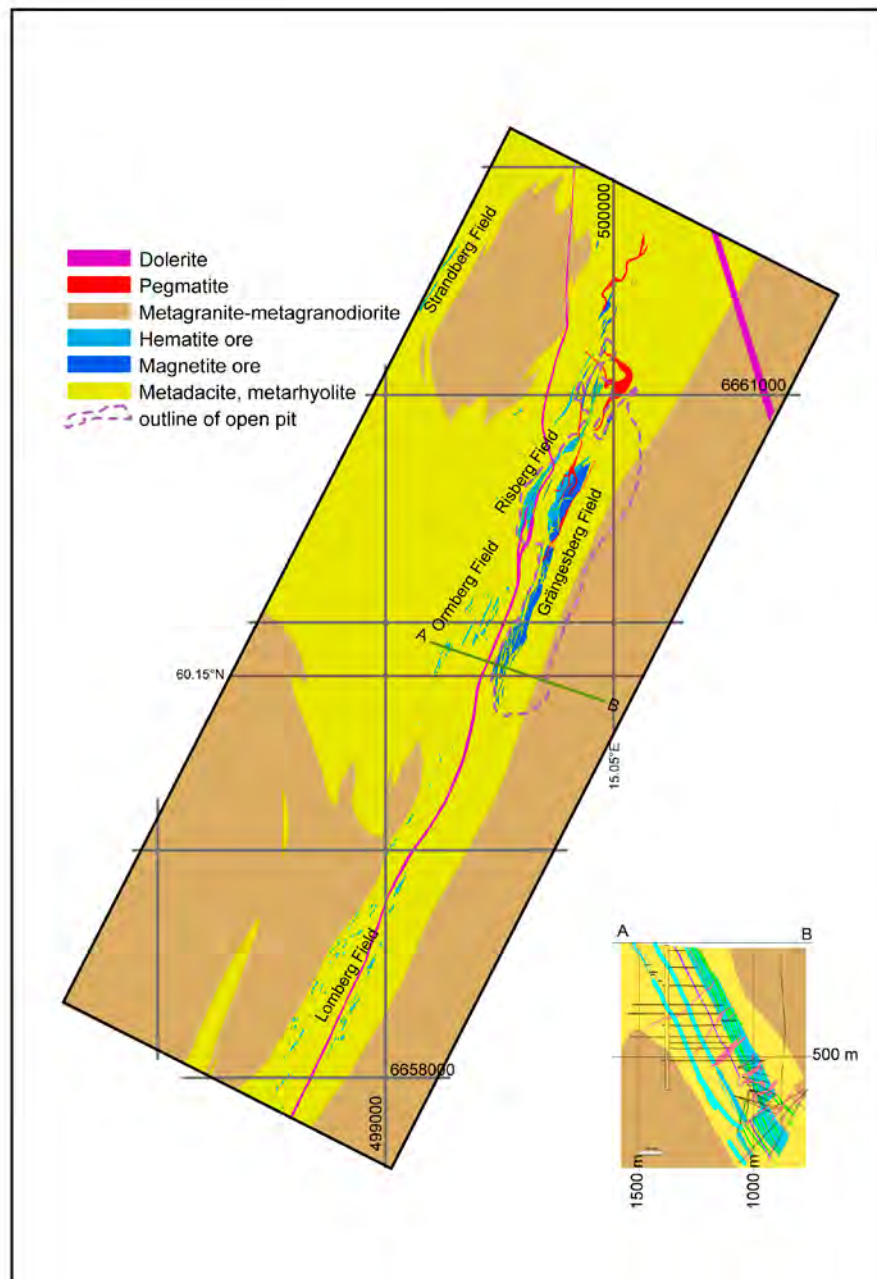 500000
Strandberg Field
Dolerite
Pegmatite
Metagranite-metagranodiorite
Hematite ore
Magnetite ore
Metadacite, metarhyolite
outline of open pit
6661000
Risberg Field
Grängesberg Field
Ormberg Field
A
60.15°N
B
15.05°E
Lomberg Field
6658000
499000
A
B
500 m
1500 m
1000 m